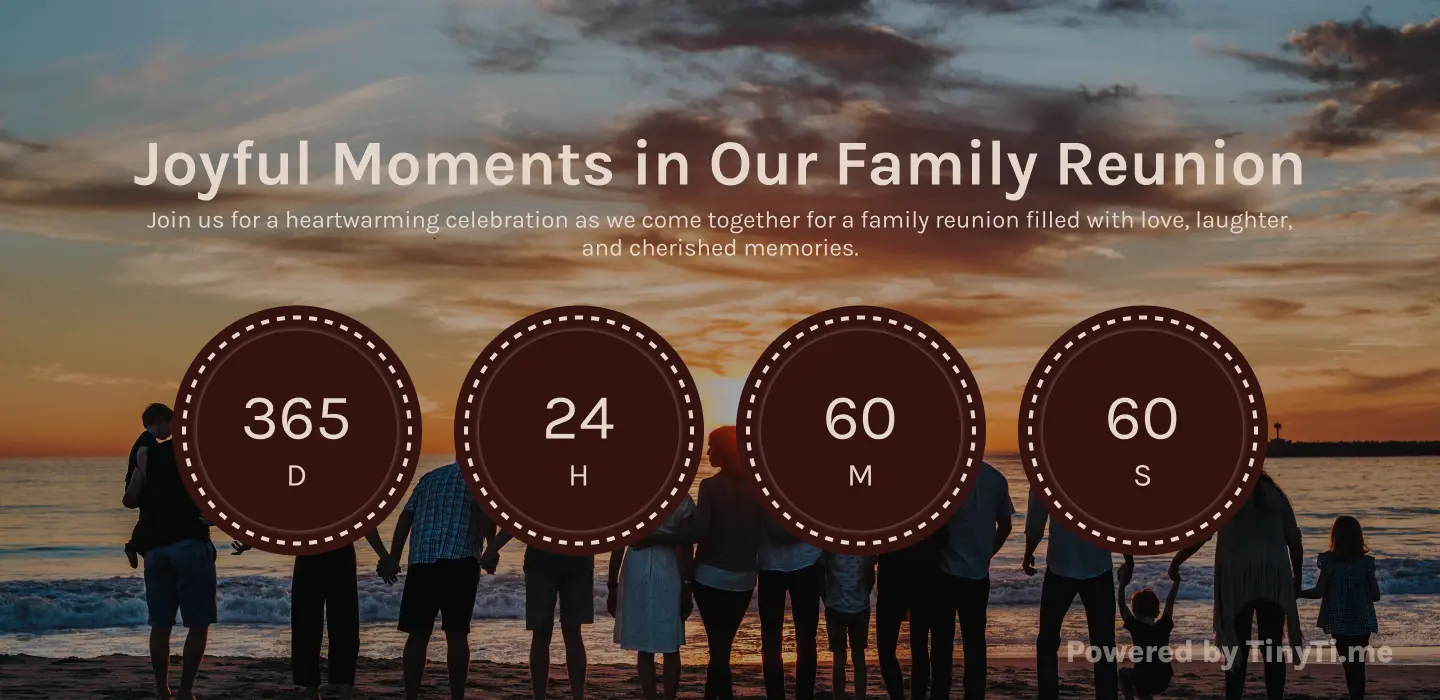 Joyful Moments in Our Family Reunion
Join us for a heartwarming celebration as we come together for a family reunion filled with love, laughter,
and cherished memories.
365 24 60 60
D H M S
Powered by TinyTi.me